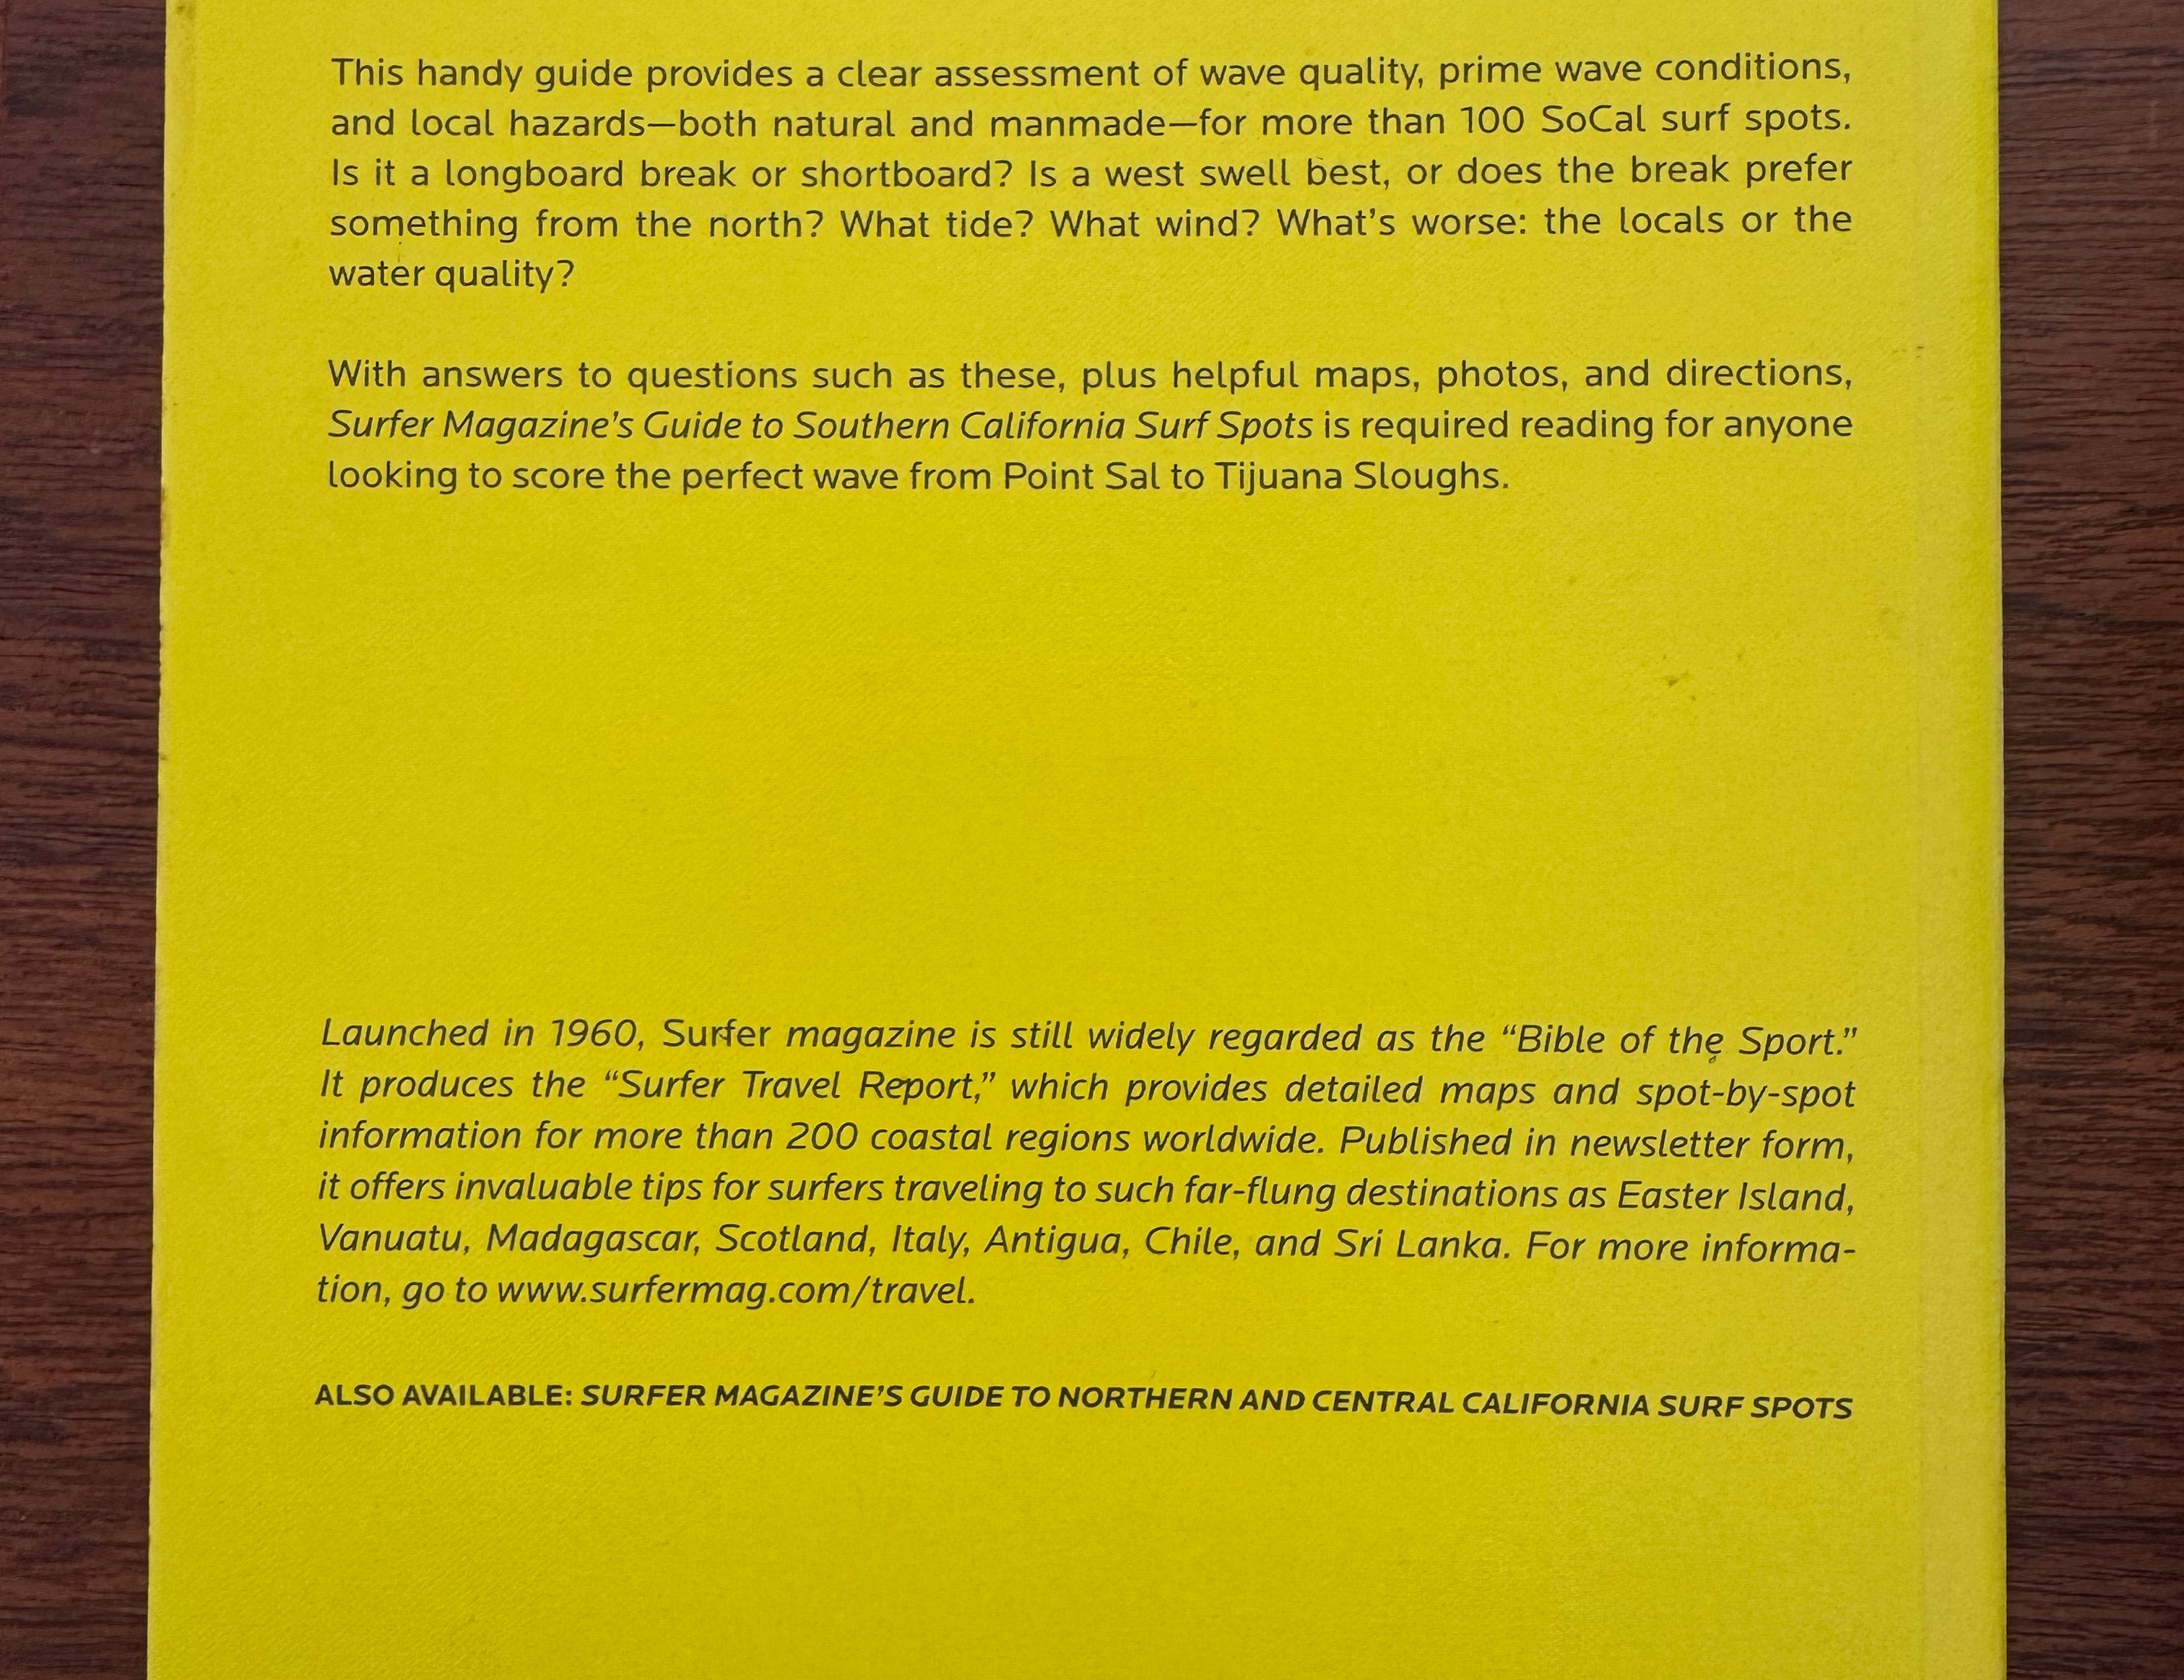 This handy guide provides a clear assessment of wave quality, prime wave conditions,
and local hazards—both natural and manmade—for more than 100 SoCal surf spots.
Is it a longboard break or shortboard? Is a west swell best, or does the break prefer
something from the north? What tide? What wind? What's worse: the locals or the
water quality?
With answers to questions such as these, plus helpful maps, photos, and directions,
Surfer Magazine's Guide to Southern California Surf Spots is required reading for anyone
looking to score the perfect wave from Point Sal to Tijuana Sloughs.
Launched in 1960, Surfer magazine is still widely regarded as the “Bible of the Sport.”
It produces the “Surfer Travel Report,” which provides detailed maps and spot-by-spot
information for more than 200 coastal regions worldwide. Published in newsletter form,
it offers invaluable tips for surfers traveling to such far-flung destinations as Easter Island,
Vanuatu, Madagascar, Scotland, Italy, Antigua, Chile, and Sri Lanka. For more informa-
tion, go to www.surfermag.com/travel.
ALSO AVAILABLE: SURFER MAGAZINE'S GUIDE TO NORTHERN AND CENTRAL CALIFORNIA SURF SPOTS